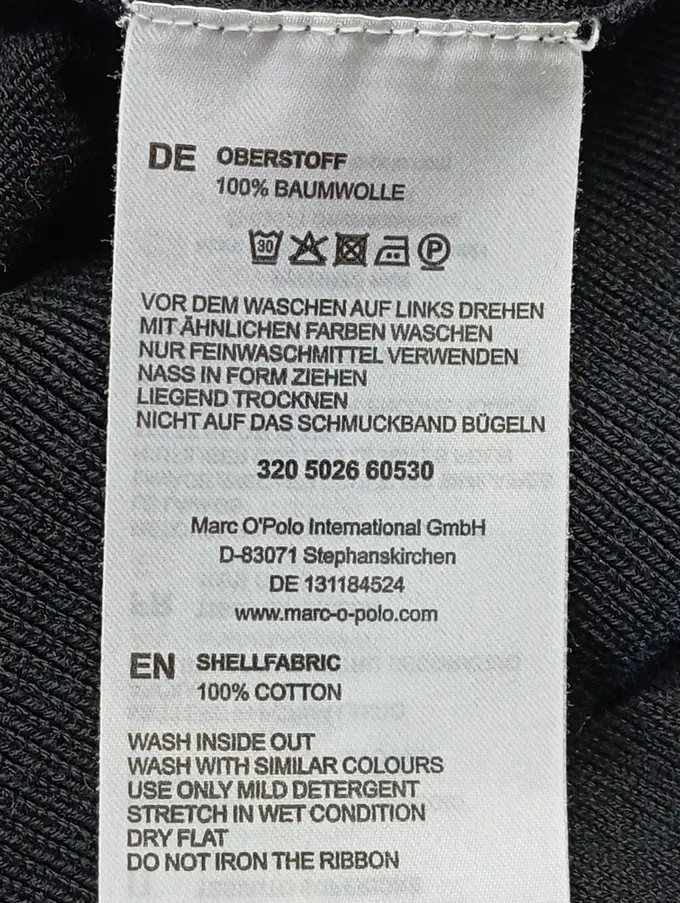 DE OBERSTOFF
100% BAUMWOLLE
30 P
VOR DEM WASCHEN AUF LINKS DREHEN
MIT ÄHNLICHEN FARBEN WASCHEN
NUR FEINWASCHMITTEL VERWENDEN
NASS IN FORM ZIEHEN
LIEGEND TROCKNEN
NICHT AUF DAS SCHMUCKBAND BÜGELN
320 5026 60530
Marc O'Polo International GmbH
D-83071 Stephanskirchen
DE 131184524
www.marc-o-polo.com
EN SHELLFABRIC
100% COTTON
WASH INSIDE OUT
WASH WITH SIMILAR COLOURS
USE ONLY MILD DETERGENT
STRETCH IN WET CONDITION
DRY FLAT
DO NOT IRON THE RIBBON